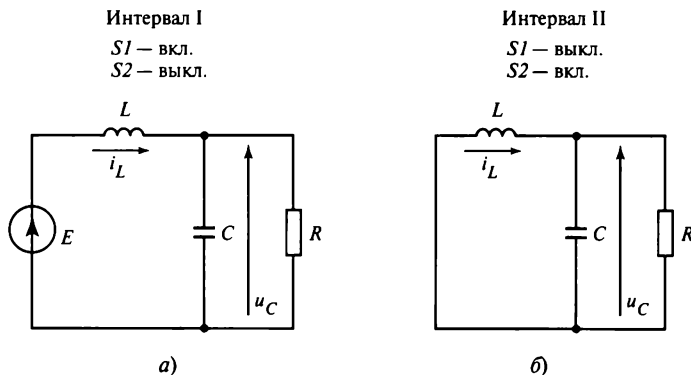 Интервал I
S1 — вкл.
S2 — выкл.
L
i_L
E
C
R
u_C
а)
Интервал II
S1 — выкл.
S2 — вкл.
L
i_L
C
R
u_C
б)